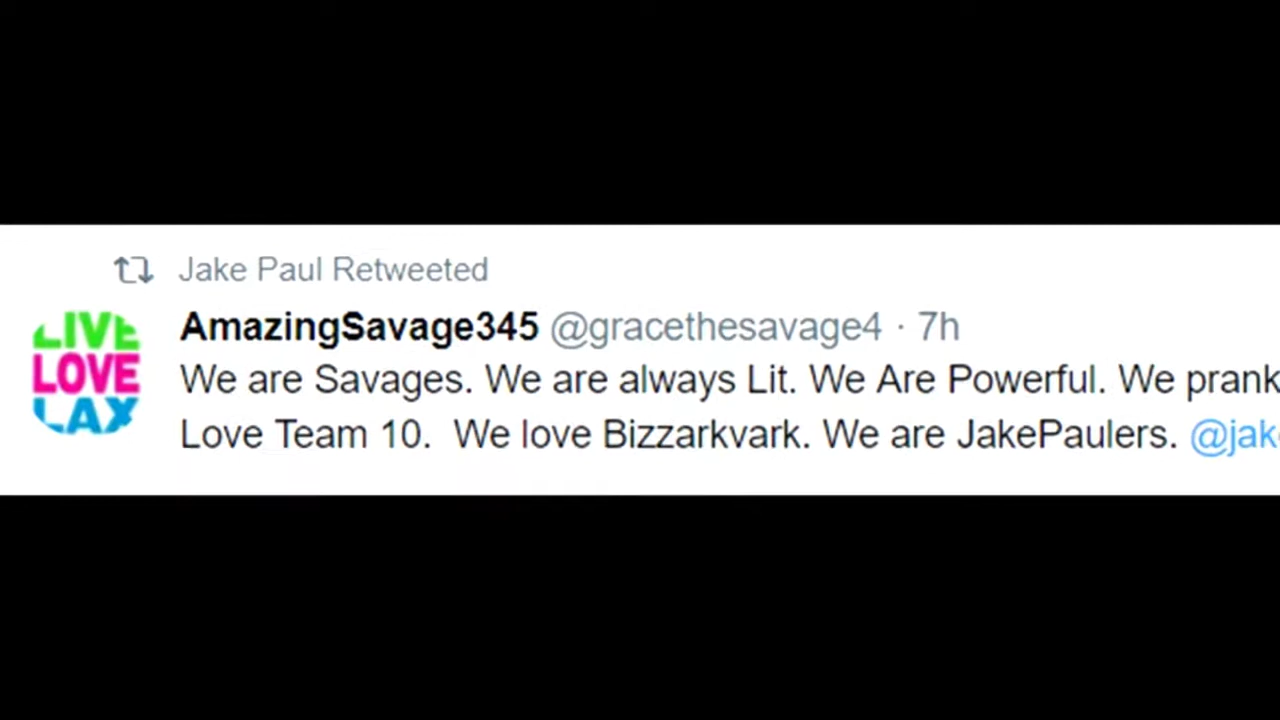 Jake Paul Retweeted
LIVE
LOVE
LAX
AmazingSavage345 @gracethesavage4 · 7h
We are Savages. We are always Lit. We Are Powerful. We prank
Love Team 10.  We love Bizzarkvark. We are JakePaulers. @jak